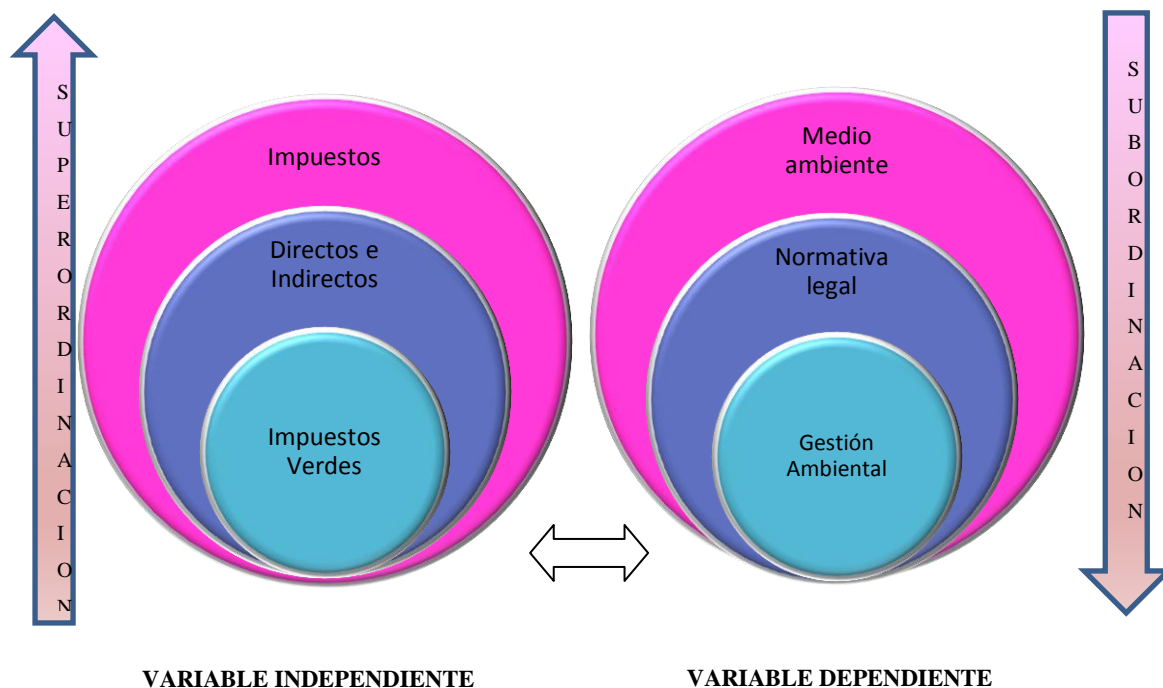 SUPERORDINACION
Impuestos
Directos e
Indirectos
Impuestos
Verdes
Medio
ambiente
Normativa
legal
Gestión
Ambiental
SUBORDINACION
VARIABLE INDEPENDIENTE
VARIABLE DEPENDIENTE